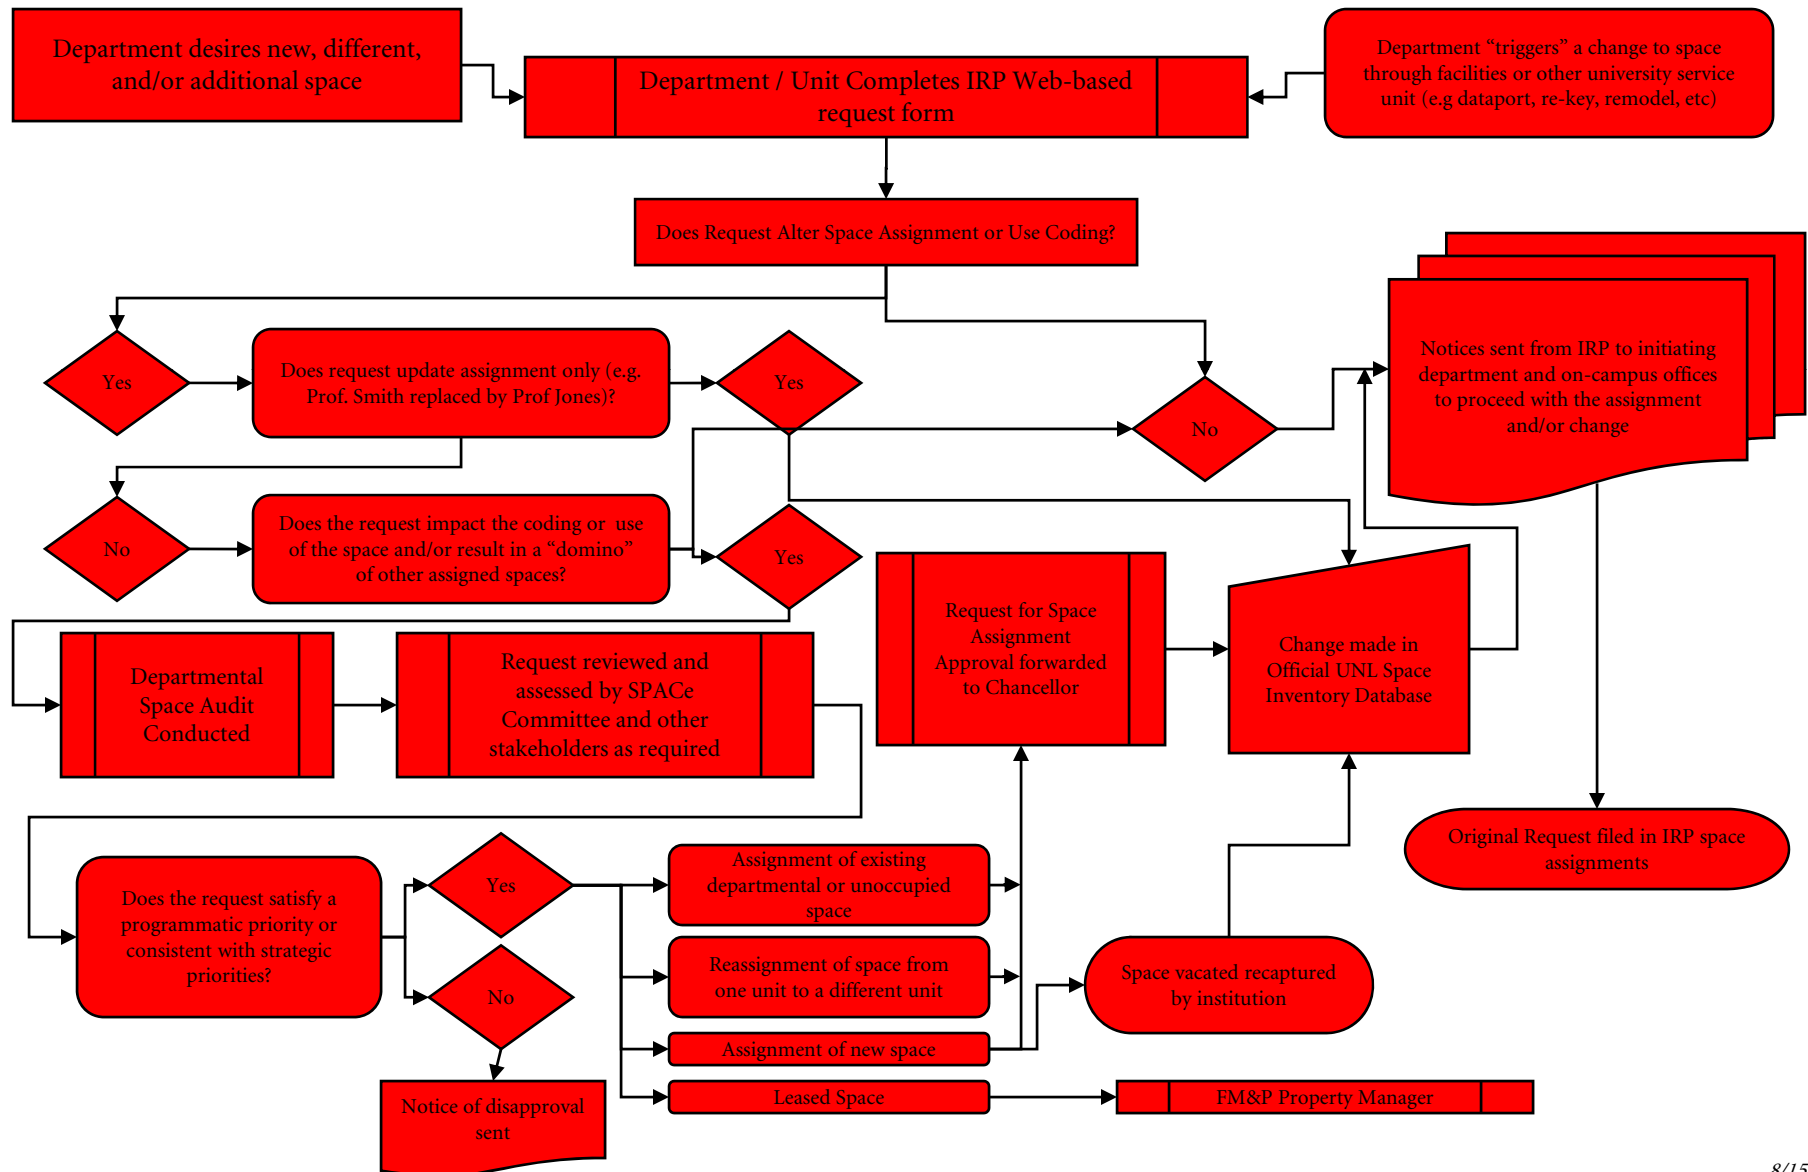 Department desires new, different,
and/or additional space
Department / Unit Completes IRP Web-based
request form
Department “triggers” a change to space
through facilities or other university service
unit (e.g dataport, re-key, remodel, etc)
Does Request Alter Space Assignment or Use Coding?
Yes
Does request update assignment only (e.g.
Prof. Smith replaced by Prof Jones)?
Yes
No
Notices sent from IRP to initiating
department and on-campus offices
to proceed with the assignment
and/or change
No
Does the request impact the coding or use
of the space and/or result in a “domino”
of other assigned spaces?
Yes
Request for Space
Assignment
Approval forwarded
to Chancellor
Change made in
Official UNL Space
Inventory Database
Departmental
Space Audit
Conducted
Request reviewed and
assessed by SPACe
Committee and other
stakeholders as required
Original Request filed in IRP space
assignments
Does the request satisfy a
programmatic priority or
consistent with strategic
priorities?
Yes
No
Assignment of existing
departmental or unoccupied
space
Reassignment of space from
one unit to a different unit
Assignment of new space
Leased Space
Space vacated recaptured
by institution
FM&P Property Manager
Notice of disapproval
sent
8/15